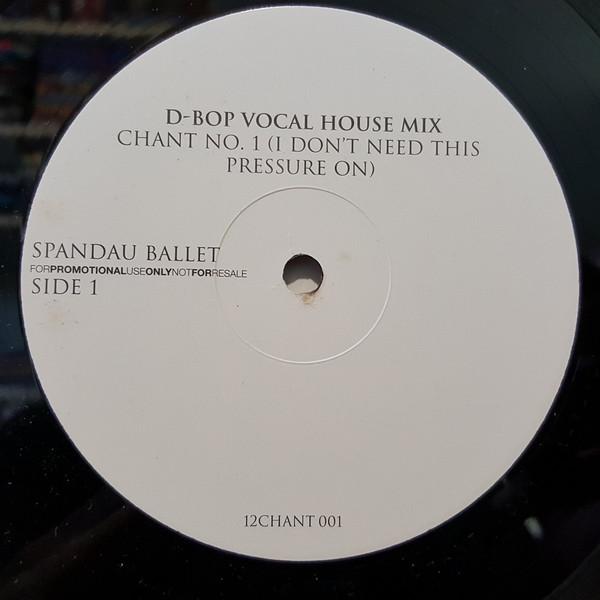 D-BOP VOCAL HOUSE MIX
CHANT NO. 1 (I DON'T NEED THIS
PRESSURE ON)
SPANDAU BALLET
FORPROMOTIONALUSEONLYNOTFORRESALE
SIDE 1
12CHANT 001